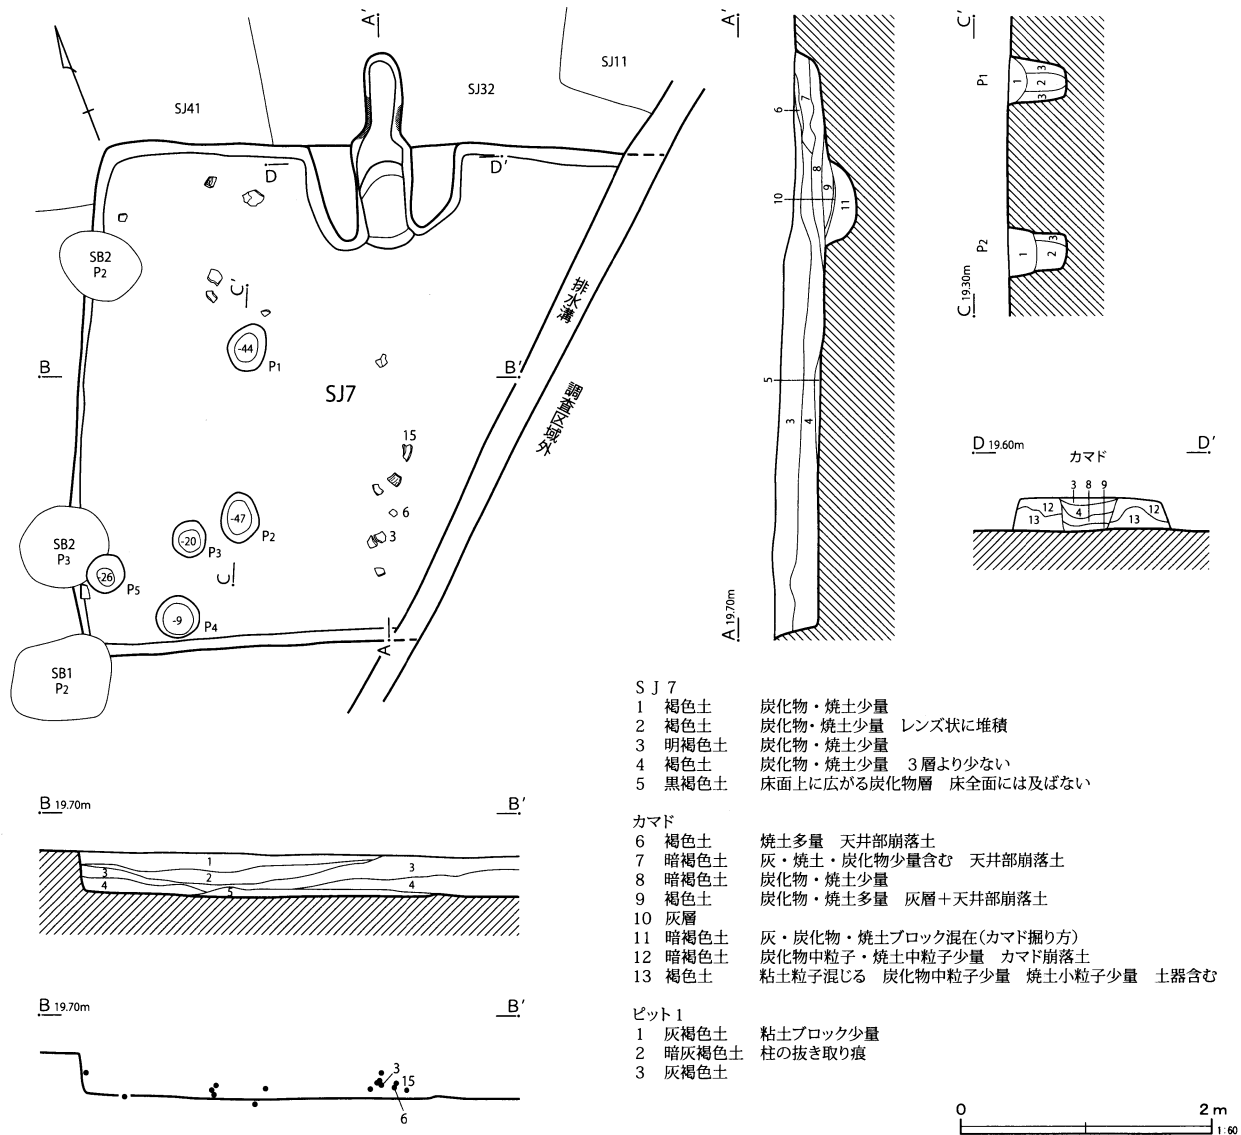 A'
SJ41
SJ32
SJ11
D
D'
SB2
P2
C'
-44
P1
B
B'
SJ7
排水溝
調査区域外
15
6
3
-47
P2
-20
P3
SB2
P3
-26
P5
C
-9
P4
A
SB1
P2
A'
6
7
8
9
10
11
5
3
4
A 19.70m
C'
P1
1
3
2
3
P2
1
3
2
C 19.30m
D 19.60m
D'
カマド
3 8 9
12
4
12
13
13
SJ7
1 褐色土 炭化物・焼土少量
2 褐色土 炭化物・焼土少量 レンズ状に堆積
3 明褐色土 炭化物・焼土少量
4 褐色土 炭化物・焼土少量 3層より少ない
5 黒褐色土 床面上に広がる炭化物層 床全面には及ばない
カマド
6 褐色土 焼土多量 天井部崩落土
7 暗褐色土 灰・焼土・炭化物少量含む 天井部崩落土
8 暗褐色土 炭化物・焼土少量
9 褐色土 炭化物・焼土多量 灰層＋天井部崩落土
10 灰層
11 暗褐色土 灰・炭化物・焼土ブロック混在(カマド掘り方)
12 暗褐色土 炭化物中粒子・焼土中粒子少量 カマド崩落土
13 褐色土 粘土粒子混じる 炭化物中粒子少量 焼土小粒子少量 土器含む
ピット1
1 灰褐色土 粘土ブロック少量
2 暗灰褐色土 柱の抜き取り痕
3 灰褐色土
B 19.70m
B'
1
3
3
2
4
5
4
B 19.70m
B'
3
15
6
0
2m
1:60